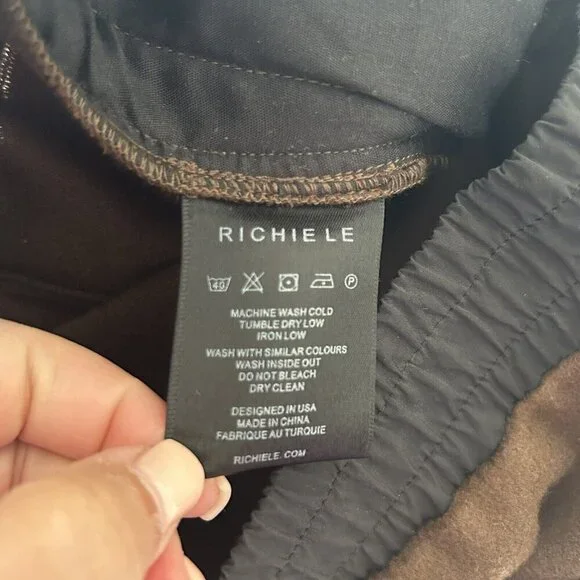 RICHIELE
40 P
MACHINE WASH COLD
TUMBLE DRY LOW
IRON LOW
WASH WITH SIMILAR COLOURS
WASH INSIDE OUT
DO NOT BLEACH
DRY CLEAN
DESIGNED IN USA
MADE IN CHINA
FABRIQUE AU TURQUIE
RICHIELE.COM